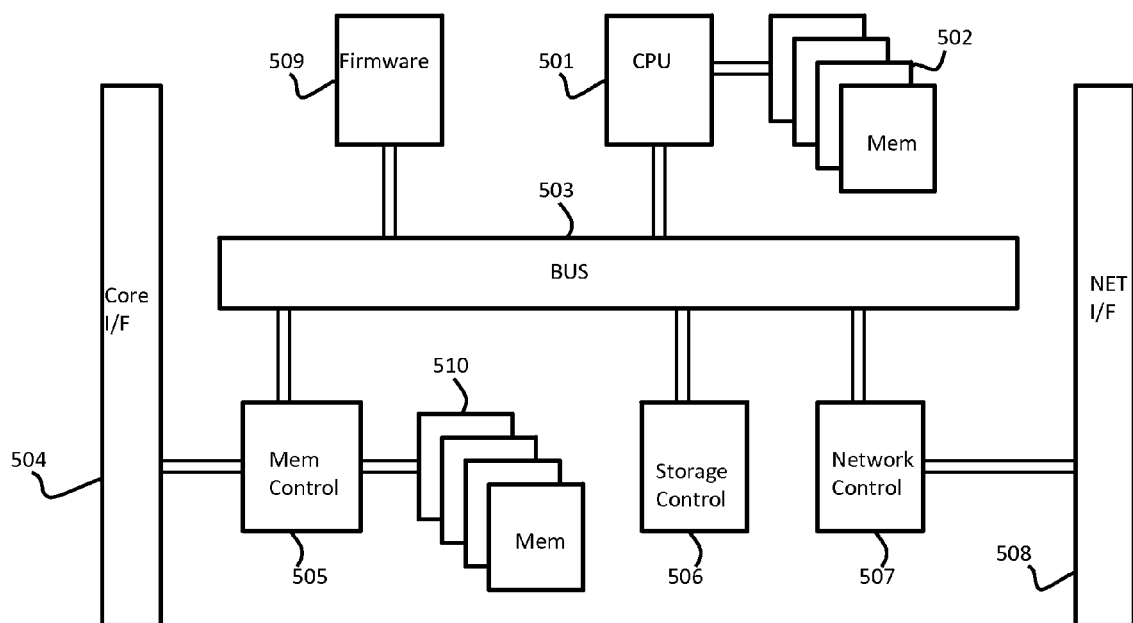 509
Firmware
501
CPU
502
Mem
503
BUS
Core
I/F
NET
I/F
510
504
Mem
Control
Mem
Storage
Control
Network
Control
508
505
506
507